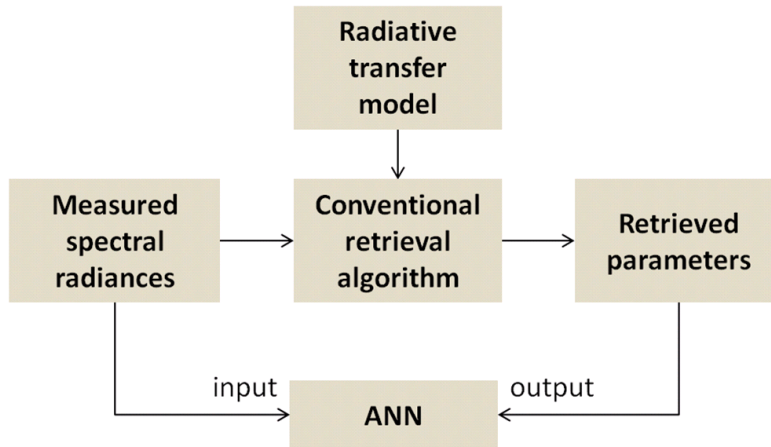 Radiative
transfer
model
Measured
spectral
radiances
Conventional
retrieval
algorithm
Retrieved
parameters
input
ANN
output